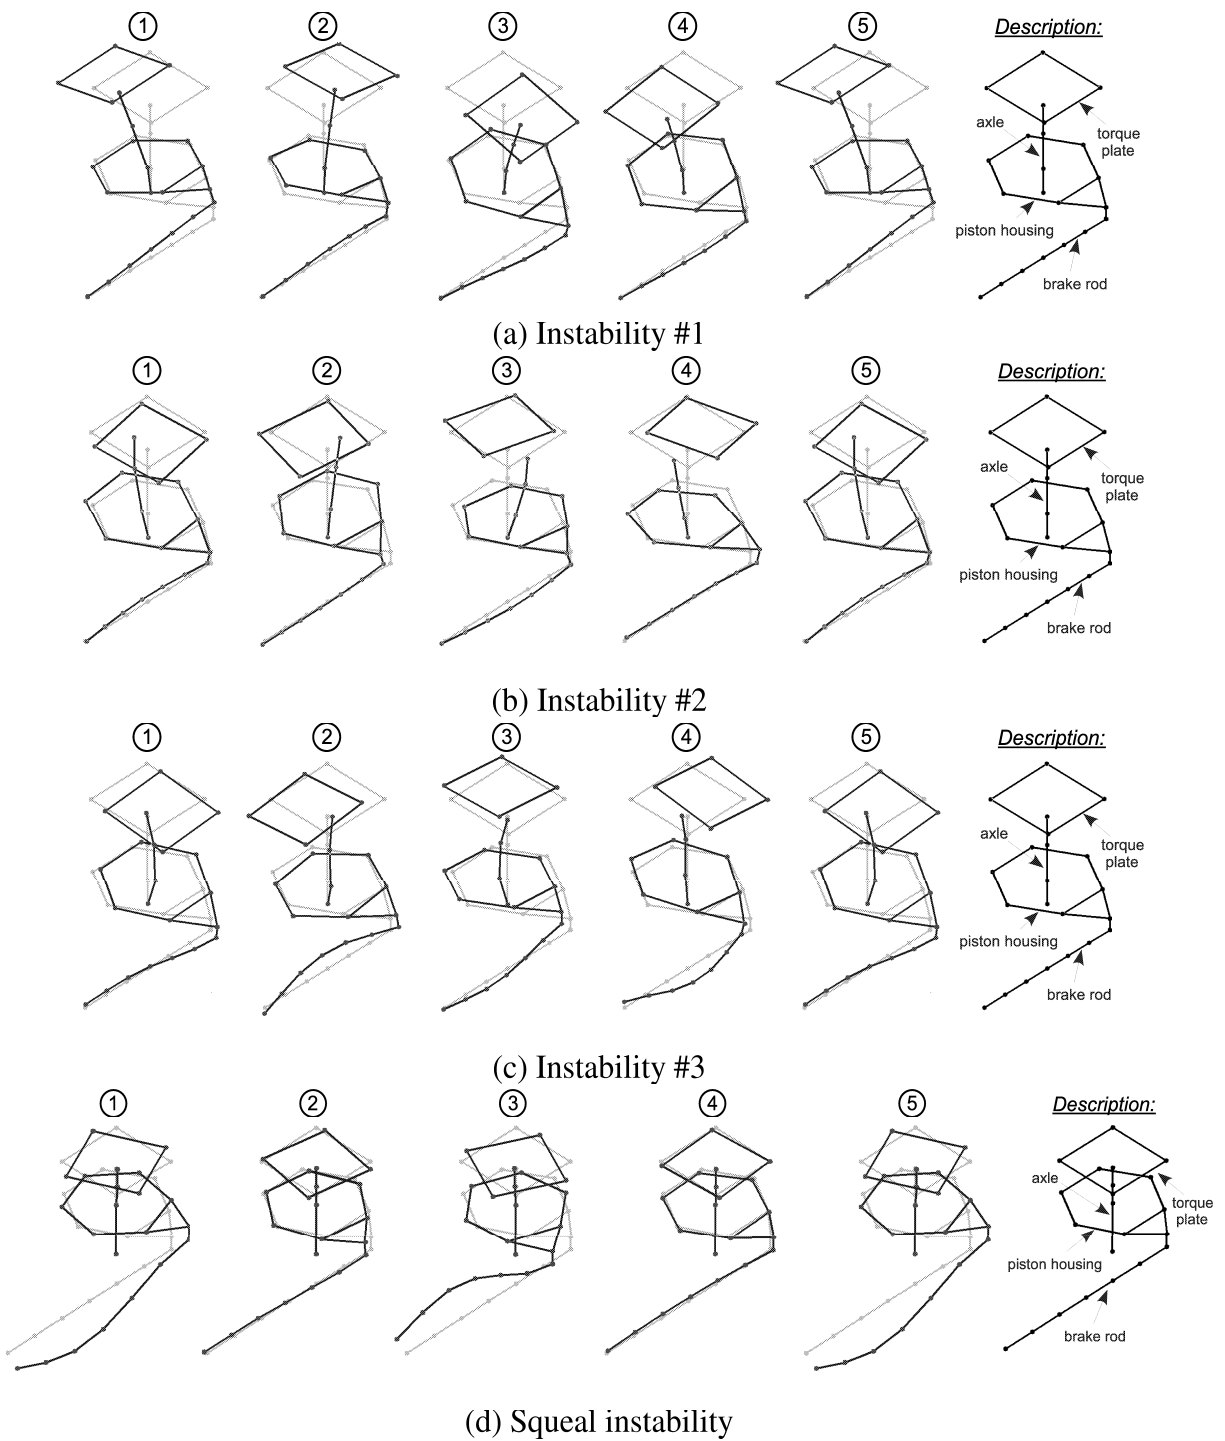 1 2 3 4 5 Description:
axle
torque
plate
piston housing
brake rod
(a) Instability #1
1 2 3 4 5 Description:
axle
torque
plate
piston housing
brake rod
(b) Instability #2
1 2 3 4 5 Description:
axle
torque
plate
piston housing
brake rod
(c) Instability #3
1 2 3 4 5 Description:
axle
torque
plate
piston housing
brake rod
(d) Squeal instability